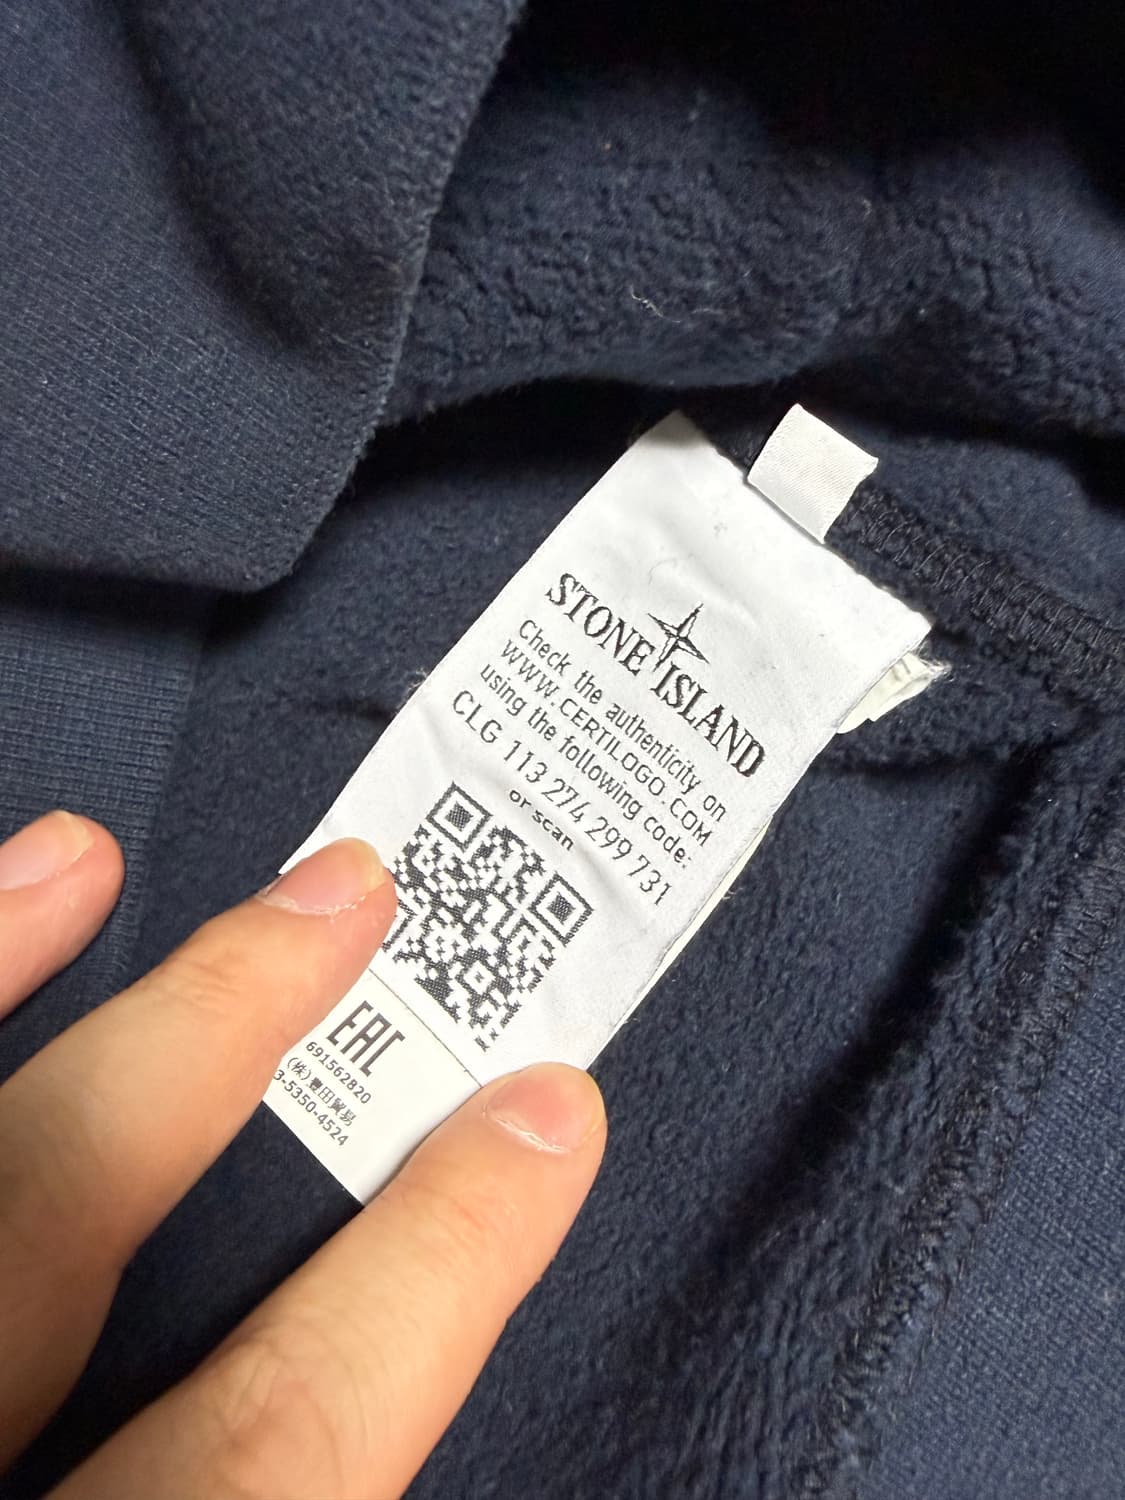 STONE ISLAND
Check the authenticity on
WWW.CERTILOGO.COM
using the following code:
CLG 113 274 299 731
or scan
EAC
691562820
(株)豊田貿易
3-5350-4524